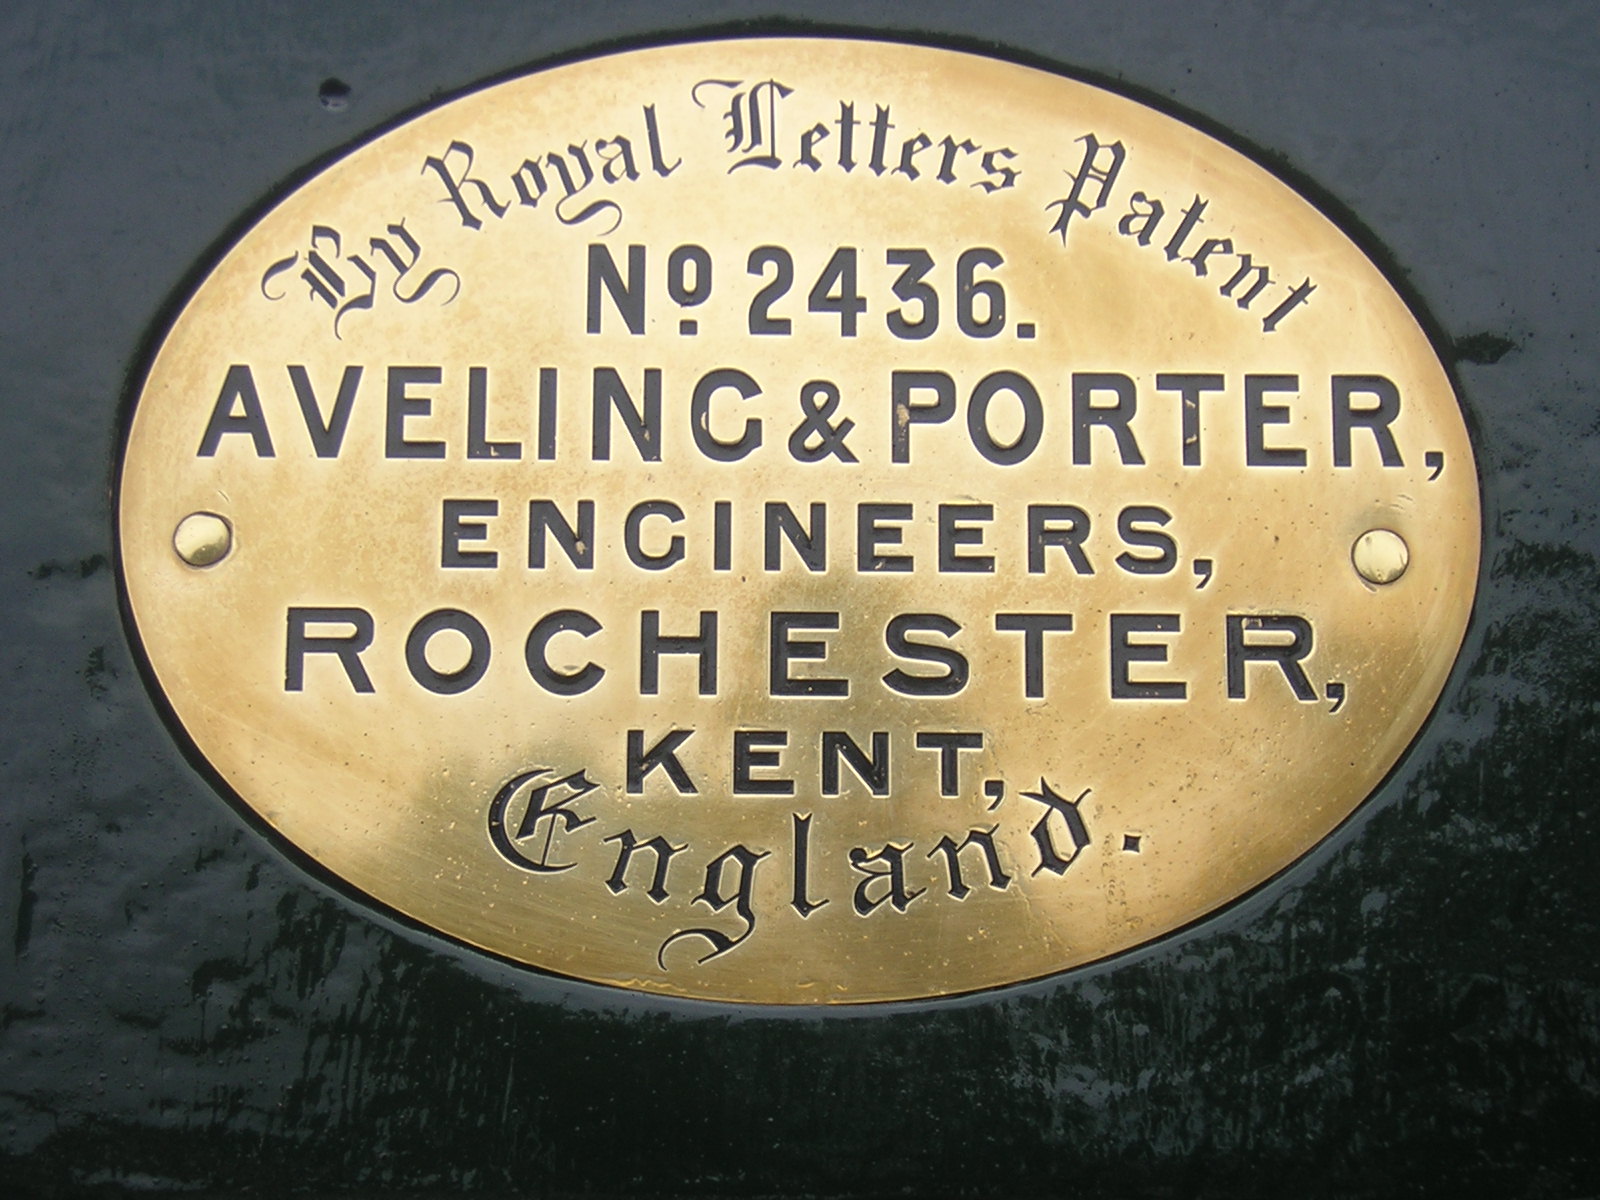 By Royal Letters Patent
No. 2436.
AVELING & PORTER,
ENGINEERS,
ROCHESTER,
KENT,
England.